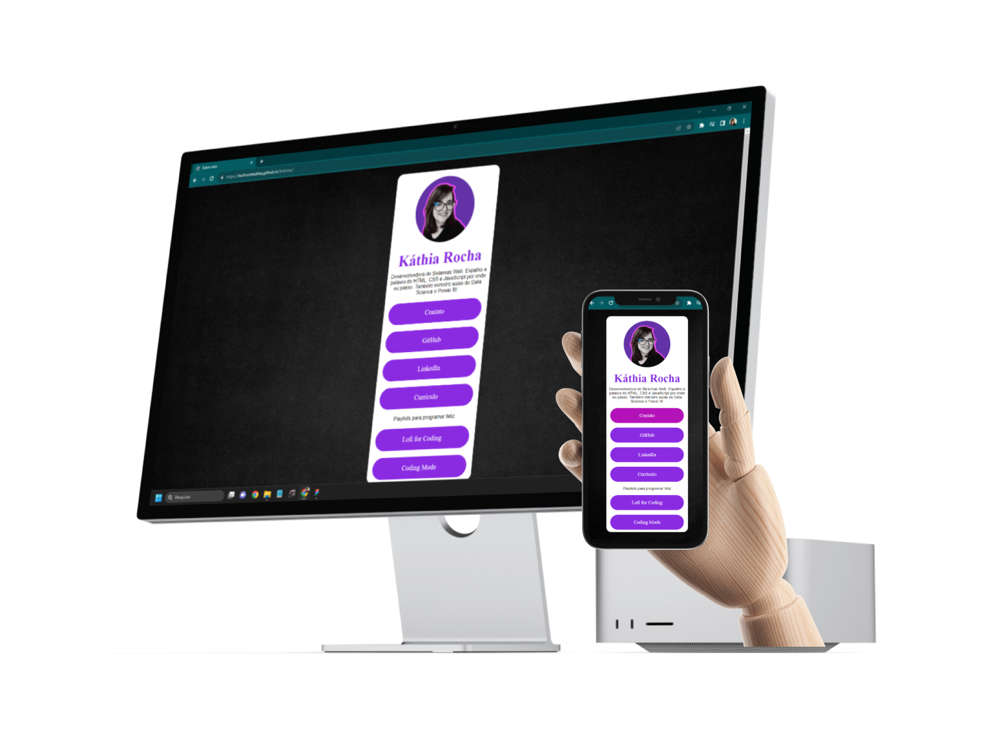 Sobre mim
https://techcomkathia.github.io/linktree/
Káthia Rocha
Desenvolvedora de Sistemas Web. Espalho a
palavra do HTML, CSS e JavaScript por onde
eu passo. Também ministro aulas de Data
Science e Power BI
Contato
GitHub
LinkedIn
Currículo
Playlists para programar feliz
Lofi for Coding
Coding Mode
Pesquisar
Káthia Rocha
Desenvolvedora de Sistemas Web. Espalho a
palavra do HTML, CSS e JavaScript por onde
eu passo. Também ministro aulas de Data
Science e Power BI
Contato
GitHub
LinkedIn
Currículo
Playlists para programar feliz
Lofi for Coding
Coding Mode